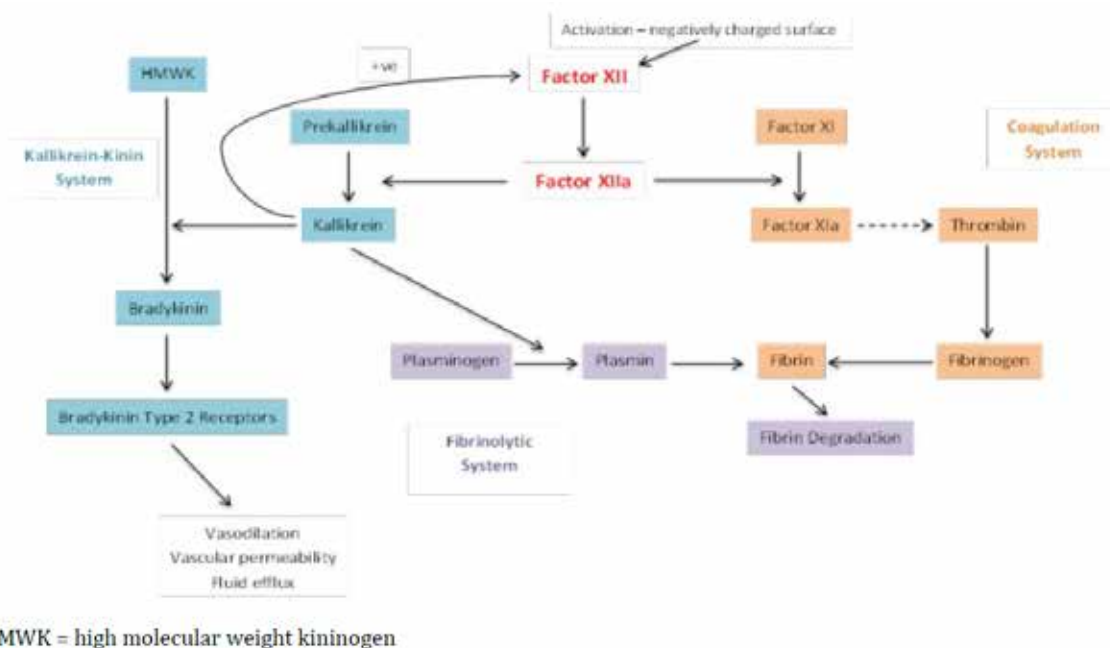 Activation – negatively charged surface
+ve
HMWK
Factor XII
Prekallikrein
Factor XI
Coagulation
System
Kallikrein-Kinin
System
Factor XIIa
Kallikrein
Factor XIa
Thrombin
Bradykinin
Plasminogen
Plasmin
Fibrin
Fibrinogen
Bradykinin Type 2 Receptors
Fibrinolytic
System
Fibrin Degradation
Vasodilation
Vascular permeability
Fluid efflux
MWK = high molecular weight kininogen